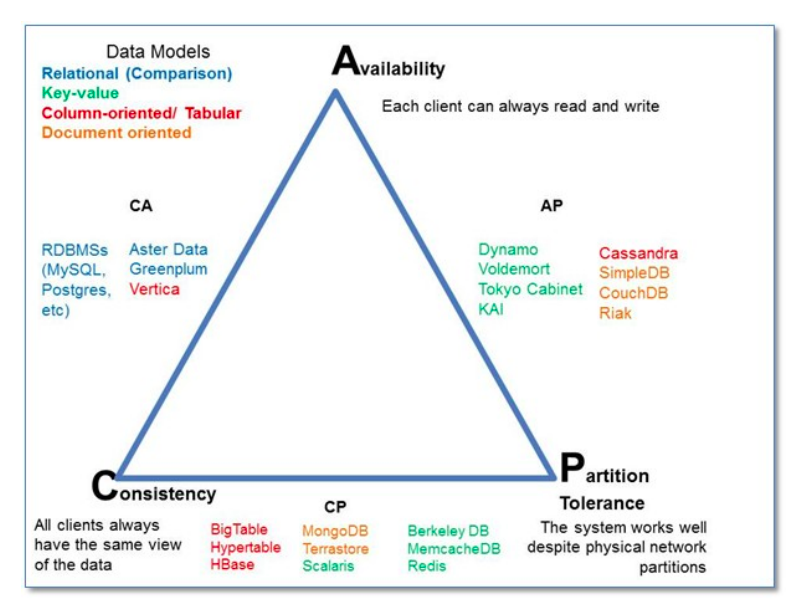 Data Models
Relational (Comparison)
Key-value
Column-oriented/ Tabular
Document oriented
Availability
Each client can always read and write
CA
RDBMSs
(MySQL,
Postgres,
etc)
Aster Data
Greenplum
Vertica
AP
Dynamo
Voldemort
Tokyo Cabinet
KAI
Cassandra
SimpleDB
CouchDB
Riak
Consistency
All clients always
have the same view
of the data
CP
BigTable
Hypertable
HBase
MongoDB
Terrastore
Scalaris
Berkeley DB
MemcacheDB
Redis
Partition
Tolerance
The system works well
despite physical network
partitions